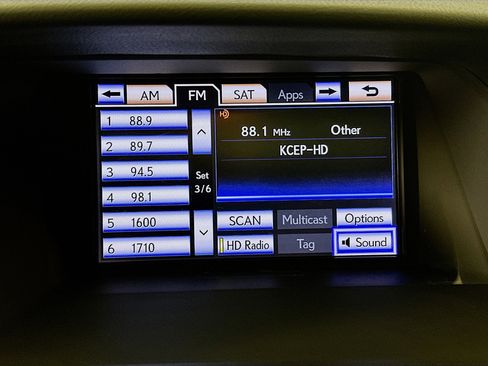 AM FM SAT Apps
1 88.9
2 89.7
3 94.5
4 98.1
5 1600
6 1710
Set
3/6
HD
88.1 MHz Other
KCEP-HD
SCAN Multicast Options
HD Radio Tag Sound